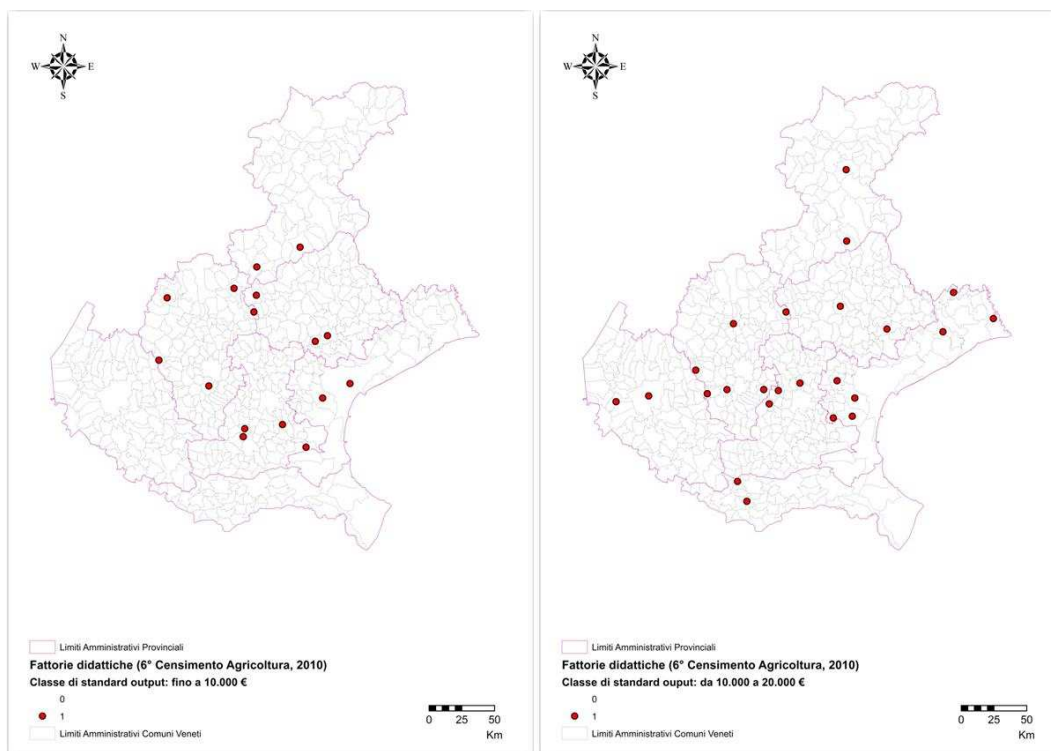 N
W E
S
Limiti Amministrativi Provinciali
Fattorie didattiche (6° Censimento Agricoltura, 2010)
Classe di standard output: fino a 10.000 €
0
1
Limiti Amministrativi Comuni Veneti
0 25 50
Km
N
W E
S
Limiti Amministrativi Provinciali
Fattorie didattiche (6° Censimento Agricoltura, 2010)
Classe di standard ouput: da 10.000 a 20.000 €
0
1
Limiti Amministrativi Comuni Veneti
0 25 50
Km